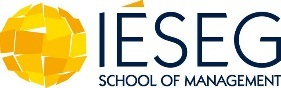 IÉSEG
SCHOOL OF MANAGEMENT